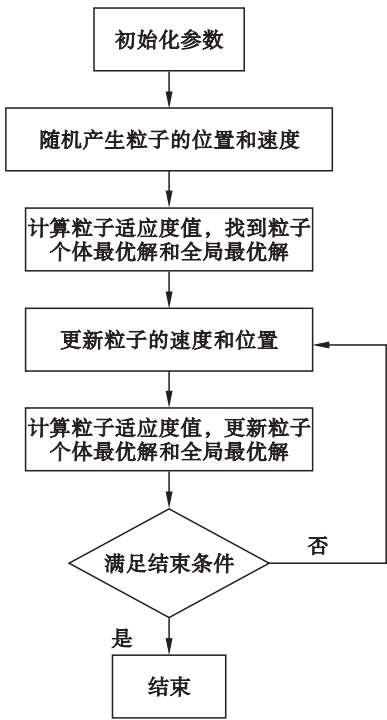 初始化参数
随机产生粒子的位置和速度
计算粒子适应度值，找到粒子
个体最优解和全局最优解
更新粒子的速度和位置
计算粒子适应度值，更新粒子
个体最优解和全局最优解
满足结束条件
否
是
结束